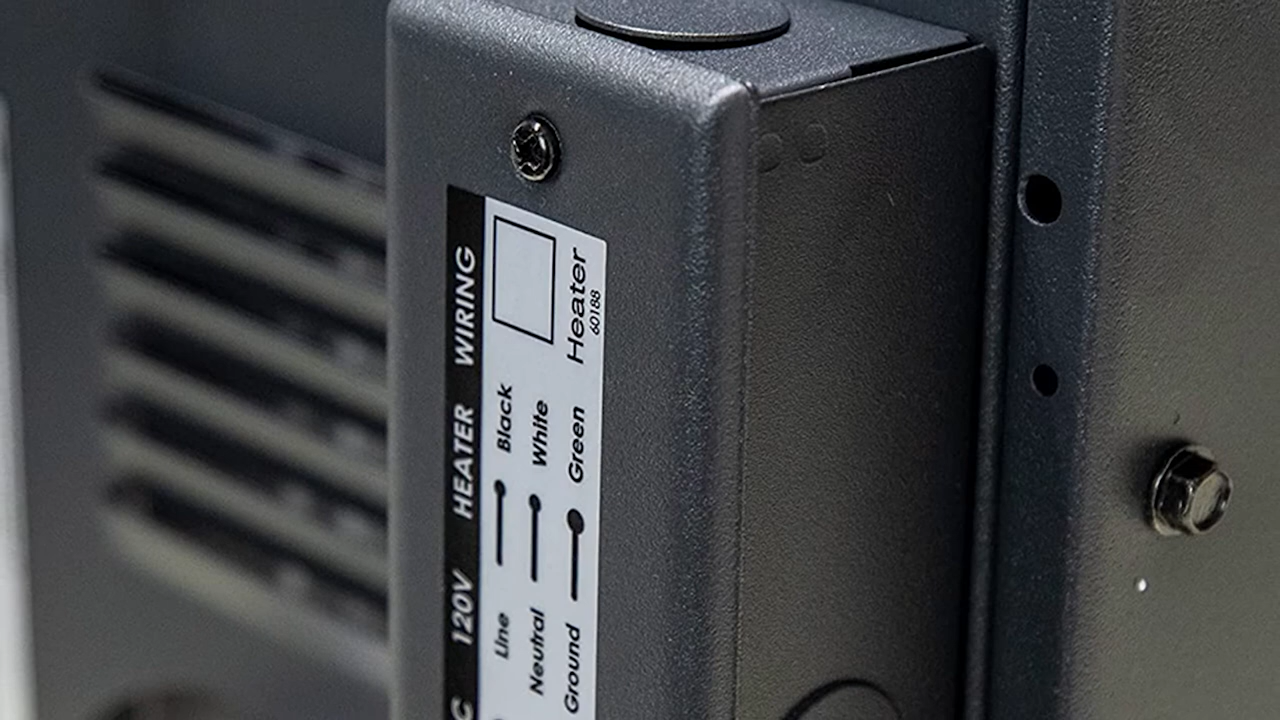 G 120V HEATER WIRING
Line Black
Neutral White
Ground Green
Heater
60188